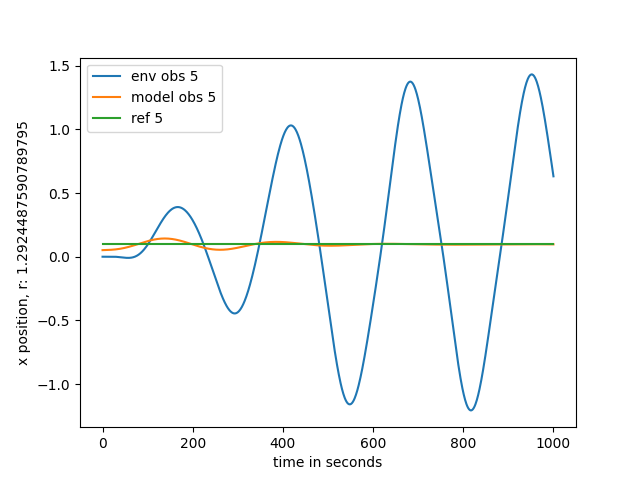 env obs 5
model obs 5
ref 5
1.5
1.0
0.5
0.0
−0.5
−1.0
0
200
400
600
800
1000
time in seconds
x position, r: 1.2924487590789795